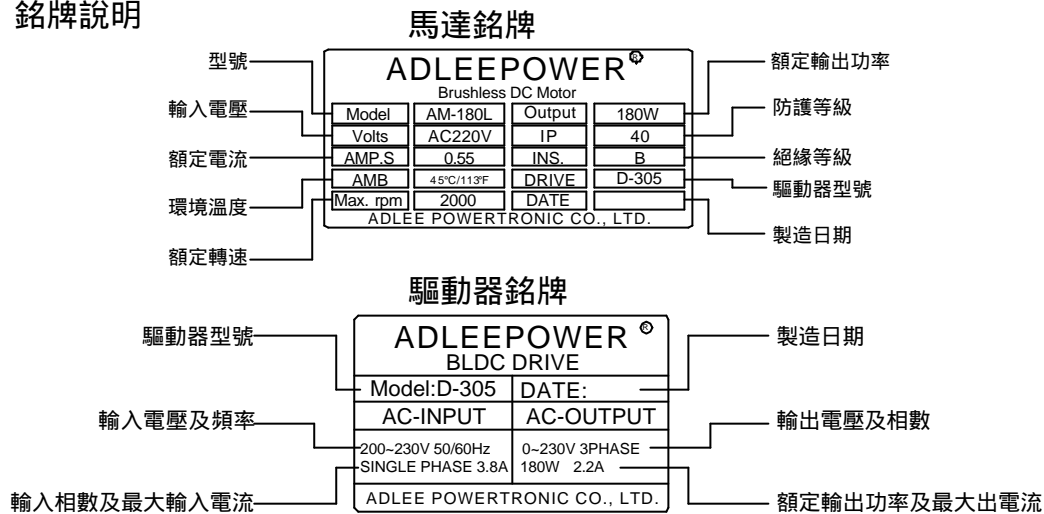 銘牌說明
馬達銘牌
型號
輸入電壓
額定電流
環境溫度
額定轉速
ADLEEPOWER®
Brushless DC Motor
Model AM-180L Output 180W
Volts AC220V IP 40
AMP.S 0.55 INS. B
AMB 45°C/113°F DRIVE D-305
Max. rpm 2000 DATE
ADLEE POWERTRONIC CO., LTD.
額定輸出功率
防護等級
絕緣等級
驅動器型號
製造日期
驅動器銘牌
驅動器型號
輸入電壓及頻率
輸入相數及最大輸入電流
ADLEEPOWER ®
BLDC DRIVE
Model:D-305 DATE:
AC-INPUT AC-OUTPUT
200~230V 50/60Hz 0~230V 3PHASE
SINGLE PHASE 3.8A 180W 2.2A
ADLEE POWERTRONIC CO., LTD.
製造日期
輸出電壓及相數
額定輸出功率及最大出電流